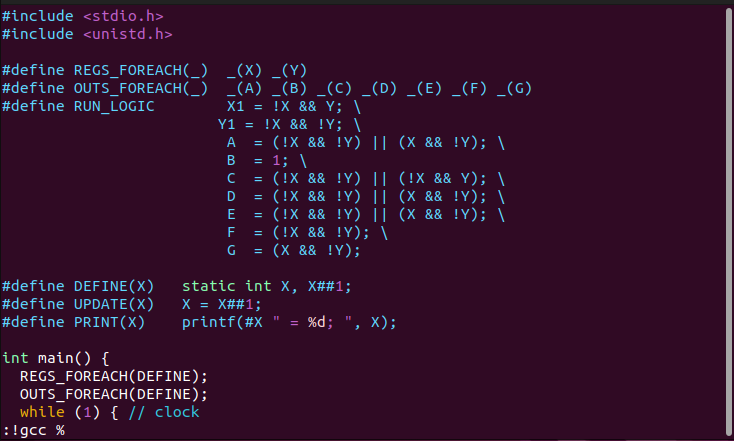 #include <stdio.h>
#include <unistd.h>

#define REGS_FOREACH(_)  _(X) _(Y)
#define OUTS_FOREACH(_)  _(A) _(B) _(C) _(D) _(E) _(F) _(G)
#define RUN_LOGIC        X1 = !X && Y; \
                        Y1 = !X && !Y; \
                         A  = (!X && !Y) || (X && !Y); \
                         B  = 1; \
                         C  = (!X && !Y) || (!X && Y); \
                         D  = (!X && !Y) || (X && !Y); \
                         E  = (!X && !Y) || (X && !Y); \
                         F  = (!X && !Y); \
                         G  = (X && !Y);

#define DEFINE(X)   static int X, X##1;
#define UPDATE(X)   X = X##1;
#define PRINT(X)    printf(#X " = %d; ", X);

int main() {
  REGS_FOREACH(DEFINE);
  OUTS_FOREACH(DEFINE);
  while (1) { // clock
:!gcc %